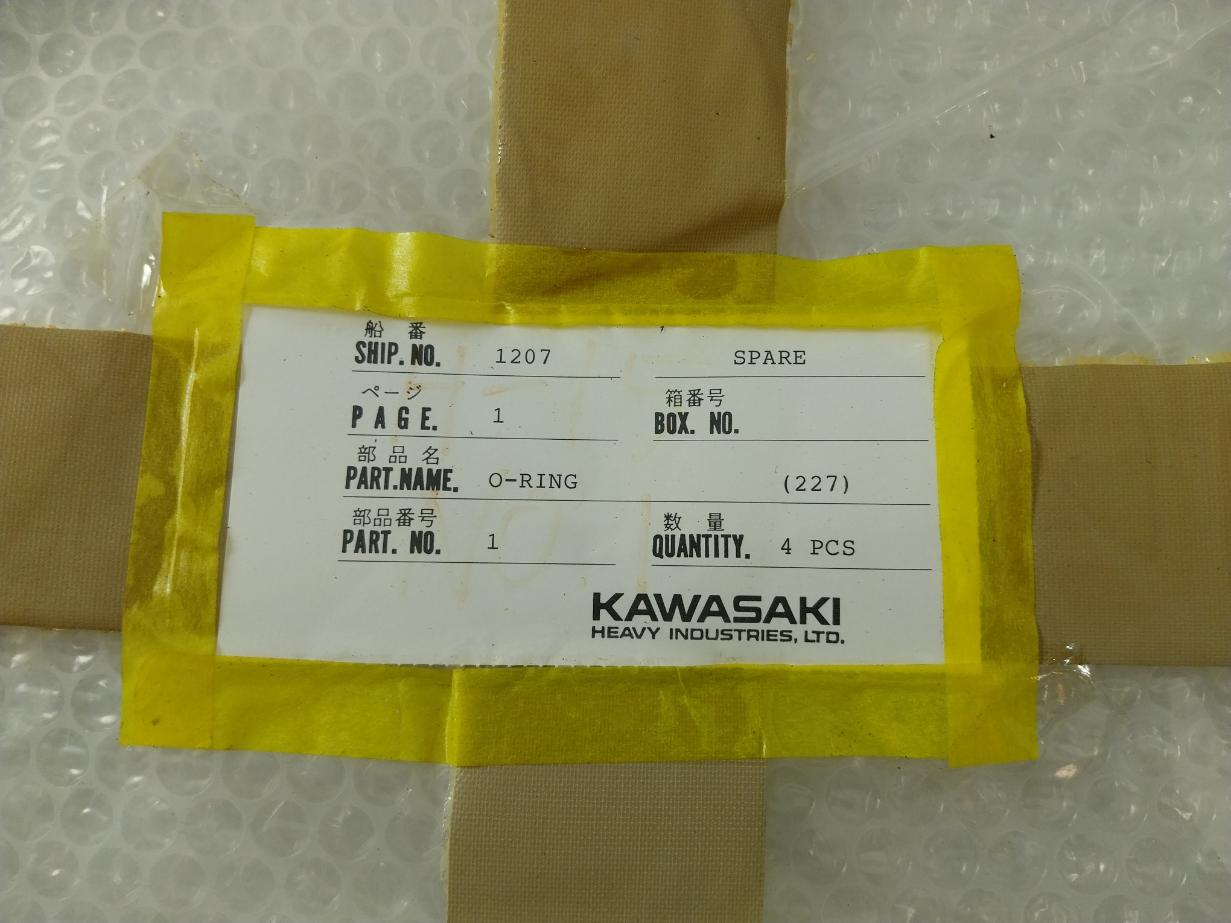 船 番
SHIP. NO. 1207 SPARE
ページ 箱番号
PAGE. 1 BOX. NO.
部 品 名
PART.NAME. O-RING (227)
部品番号 数 量
PART. NO. 1 QUANTITY. 4 PCS
KAWASAKI
HEAVY INDUSTRIES, LTD.